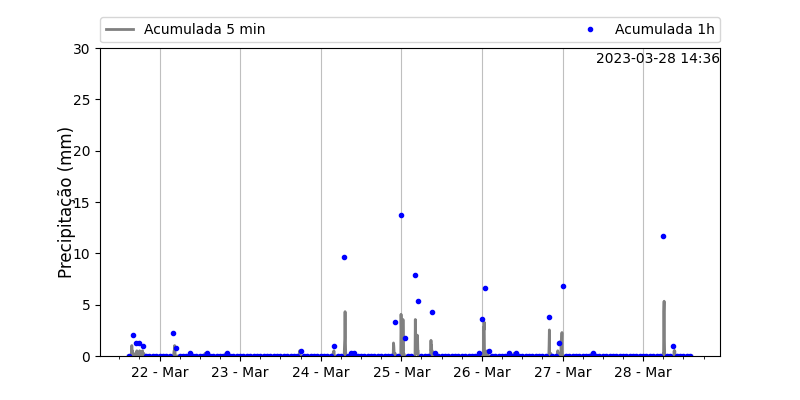 Acumulada 5 min
Acumulada 1h
2023-03-28 14:36
Precipitação (mm)
30
25
20
15
10
5
0
22 - Mar
23 - Mar
24 - Mar
25 - Mar
26 - Mar
27 - Mar
28 - Mar